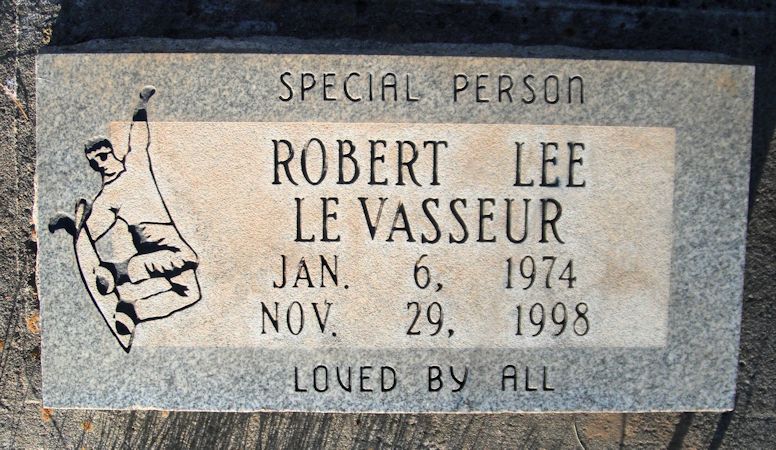 SPECIAL PERSON
ROBERT LEE
LE VASSEUR
JAN. 6, 1974
NOV. 29, 1998
LOVED BY ALL